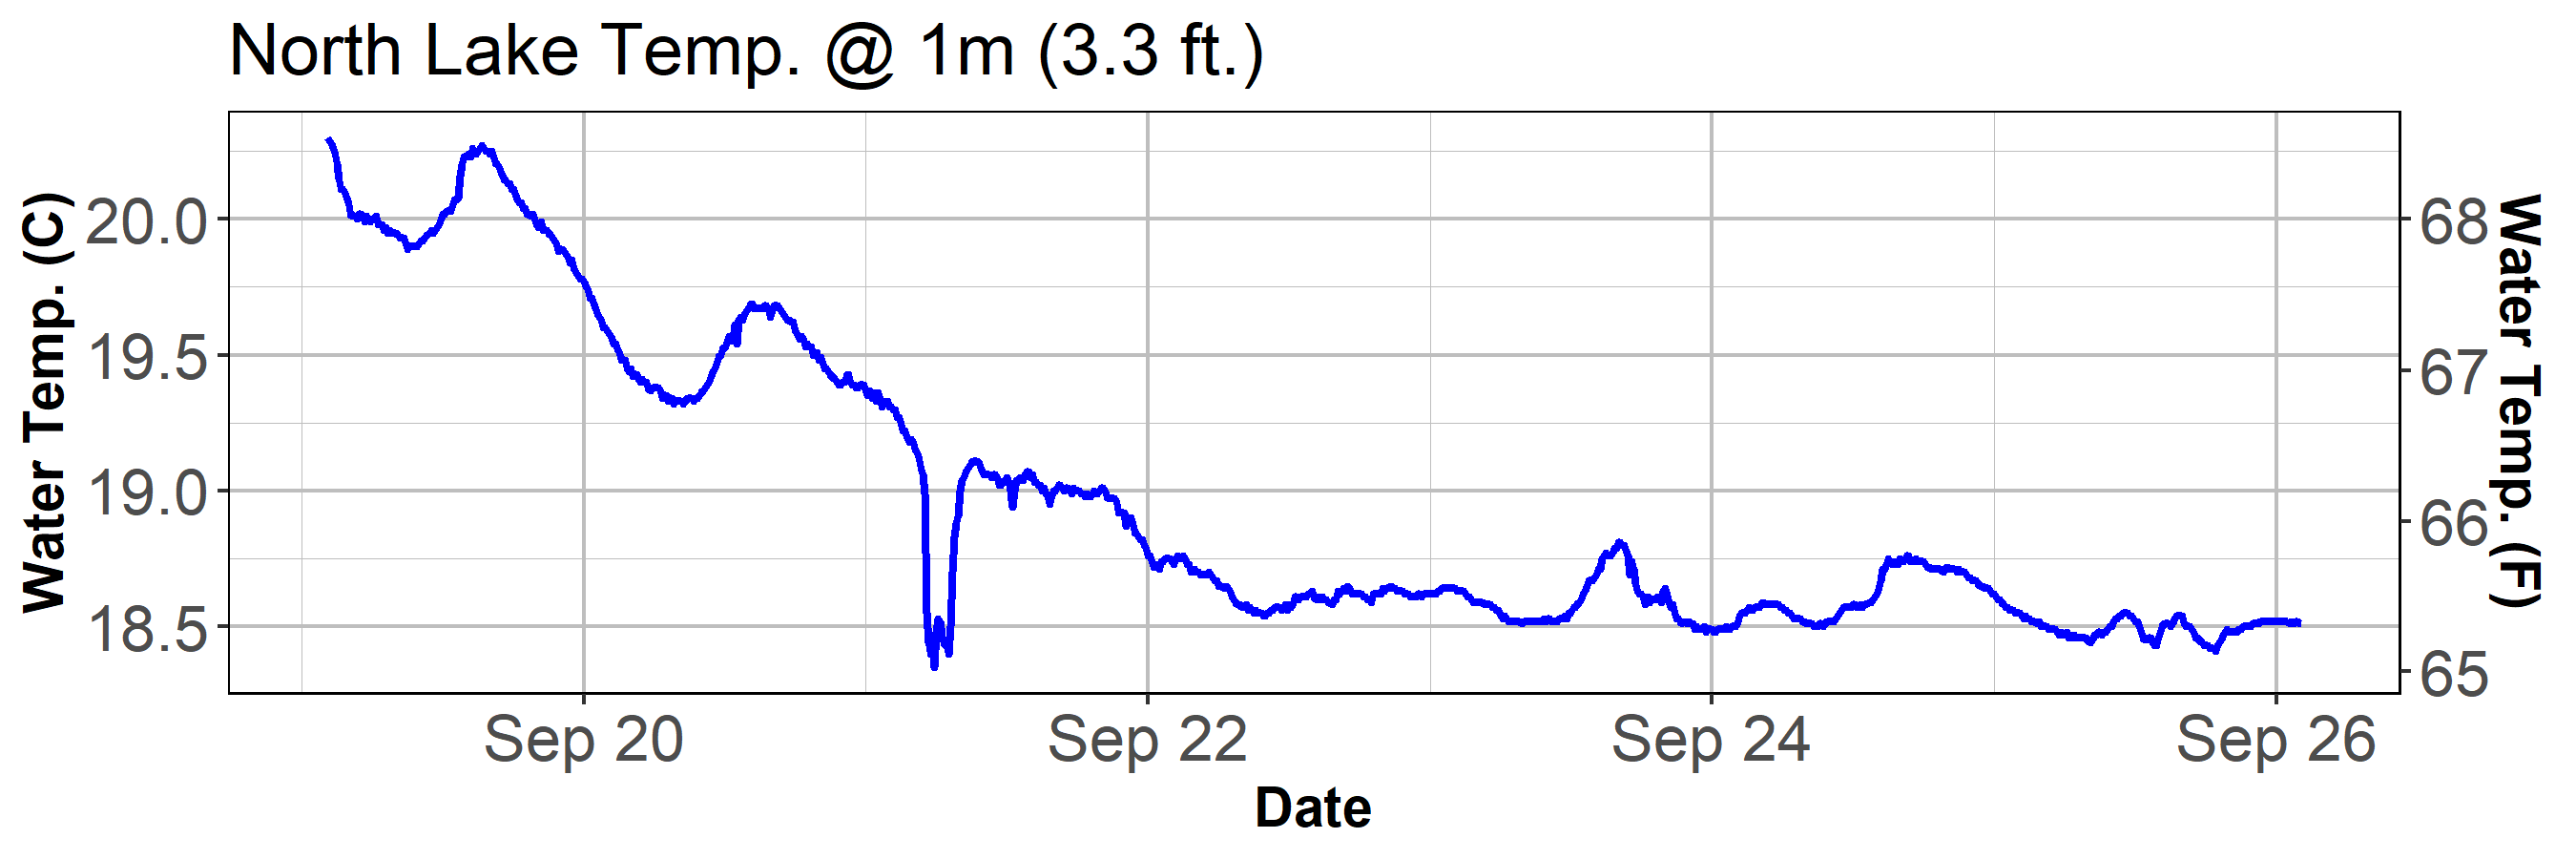 North Lake Temp. @ 1m (3.3 ft.)
Water Temp. (C)
20.0
19.5
19.0
18.5
68
67
66
65
Water Temp. (F)
Sep 20
Sep 22
Sep 24
Sep 26
Date